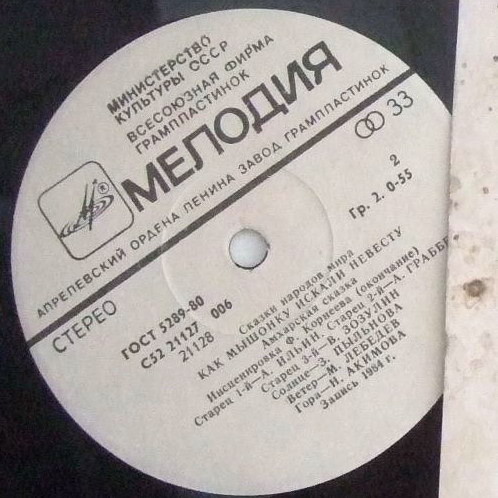 МИНИСТЕРСТВО
КУЛЬТУРЫ СССР
ВСЕСОЮЗНАЯ ФИРМА
ГРАМПЛАСТИНОК
МЕЛОДИЯ
®
АПРЕЛЕВСКИЙ ОРДЕНА ЛЕНИНА ЗАВОД ГРАМПЛАСТИНОК
33
СТЕРЕО
2
Гр. 2. 0-55
ГОСТ 5289-80
С52 21127 006
21128
Сказки народов мира
КАК МЫШОНКУ ИСКАЛИ НЕВЕСТУ
Амхарская сказка
Инсценировка Ф. Корнеева (окончание)
Старец 1-й—А. ИЛЬИН, Старец 2-й—А. ГРАББЕ
Старец 3-й—В. ЗОЗУЛИН
Солнце—З. ПЫЛЬНОВА
Ветер—М. ЛЕБЕДЕВ
Гора—И. АКИМОВА
Запись 1984 г.